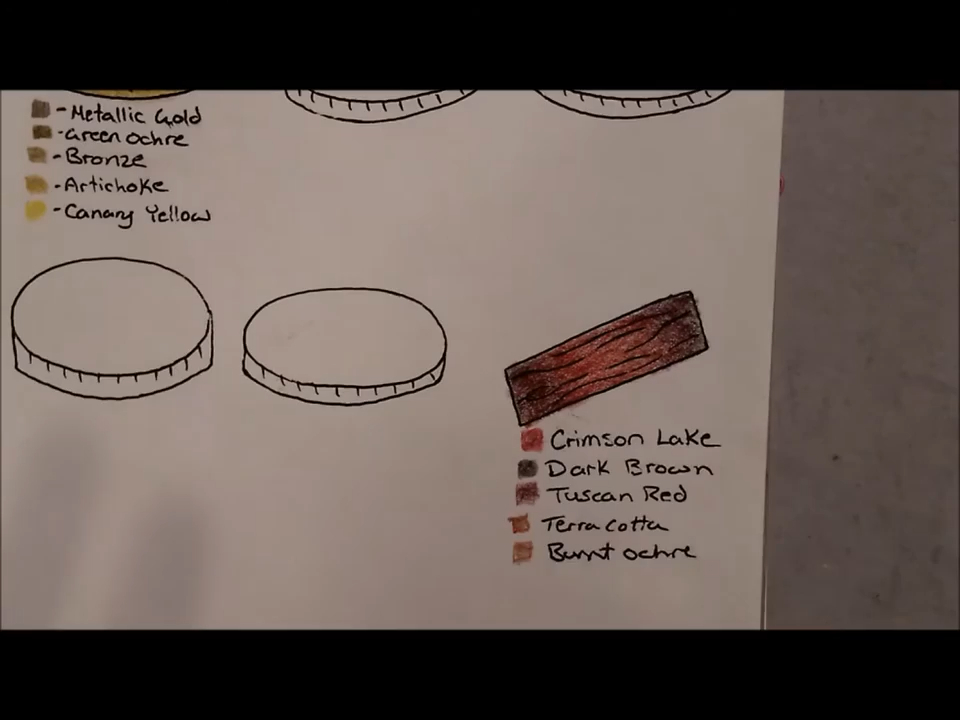 -Metallic Gold
-Green ochre
-Bronze
-Artichoke
-Canary Yellow
Crimson Lake
Dark Brown
Tuscan Red
Terra cotta
Burnt ochre